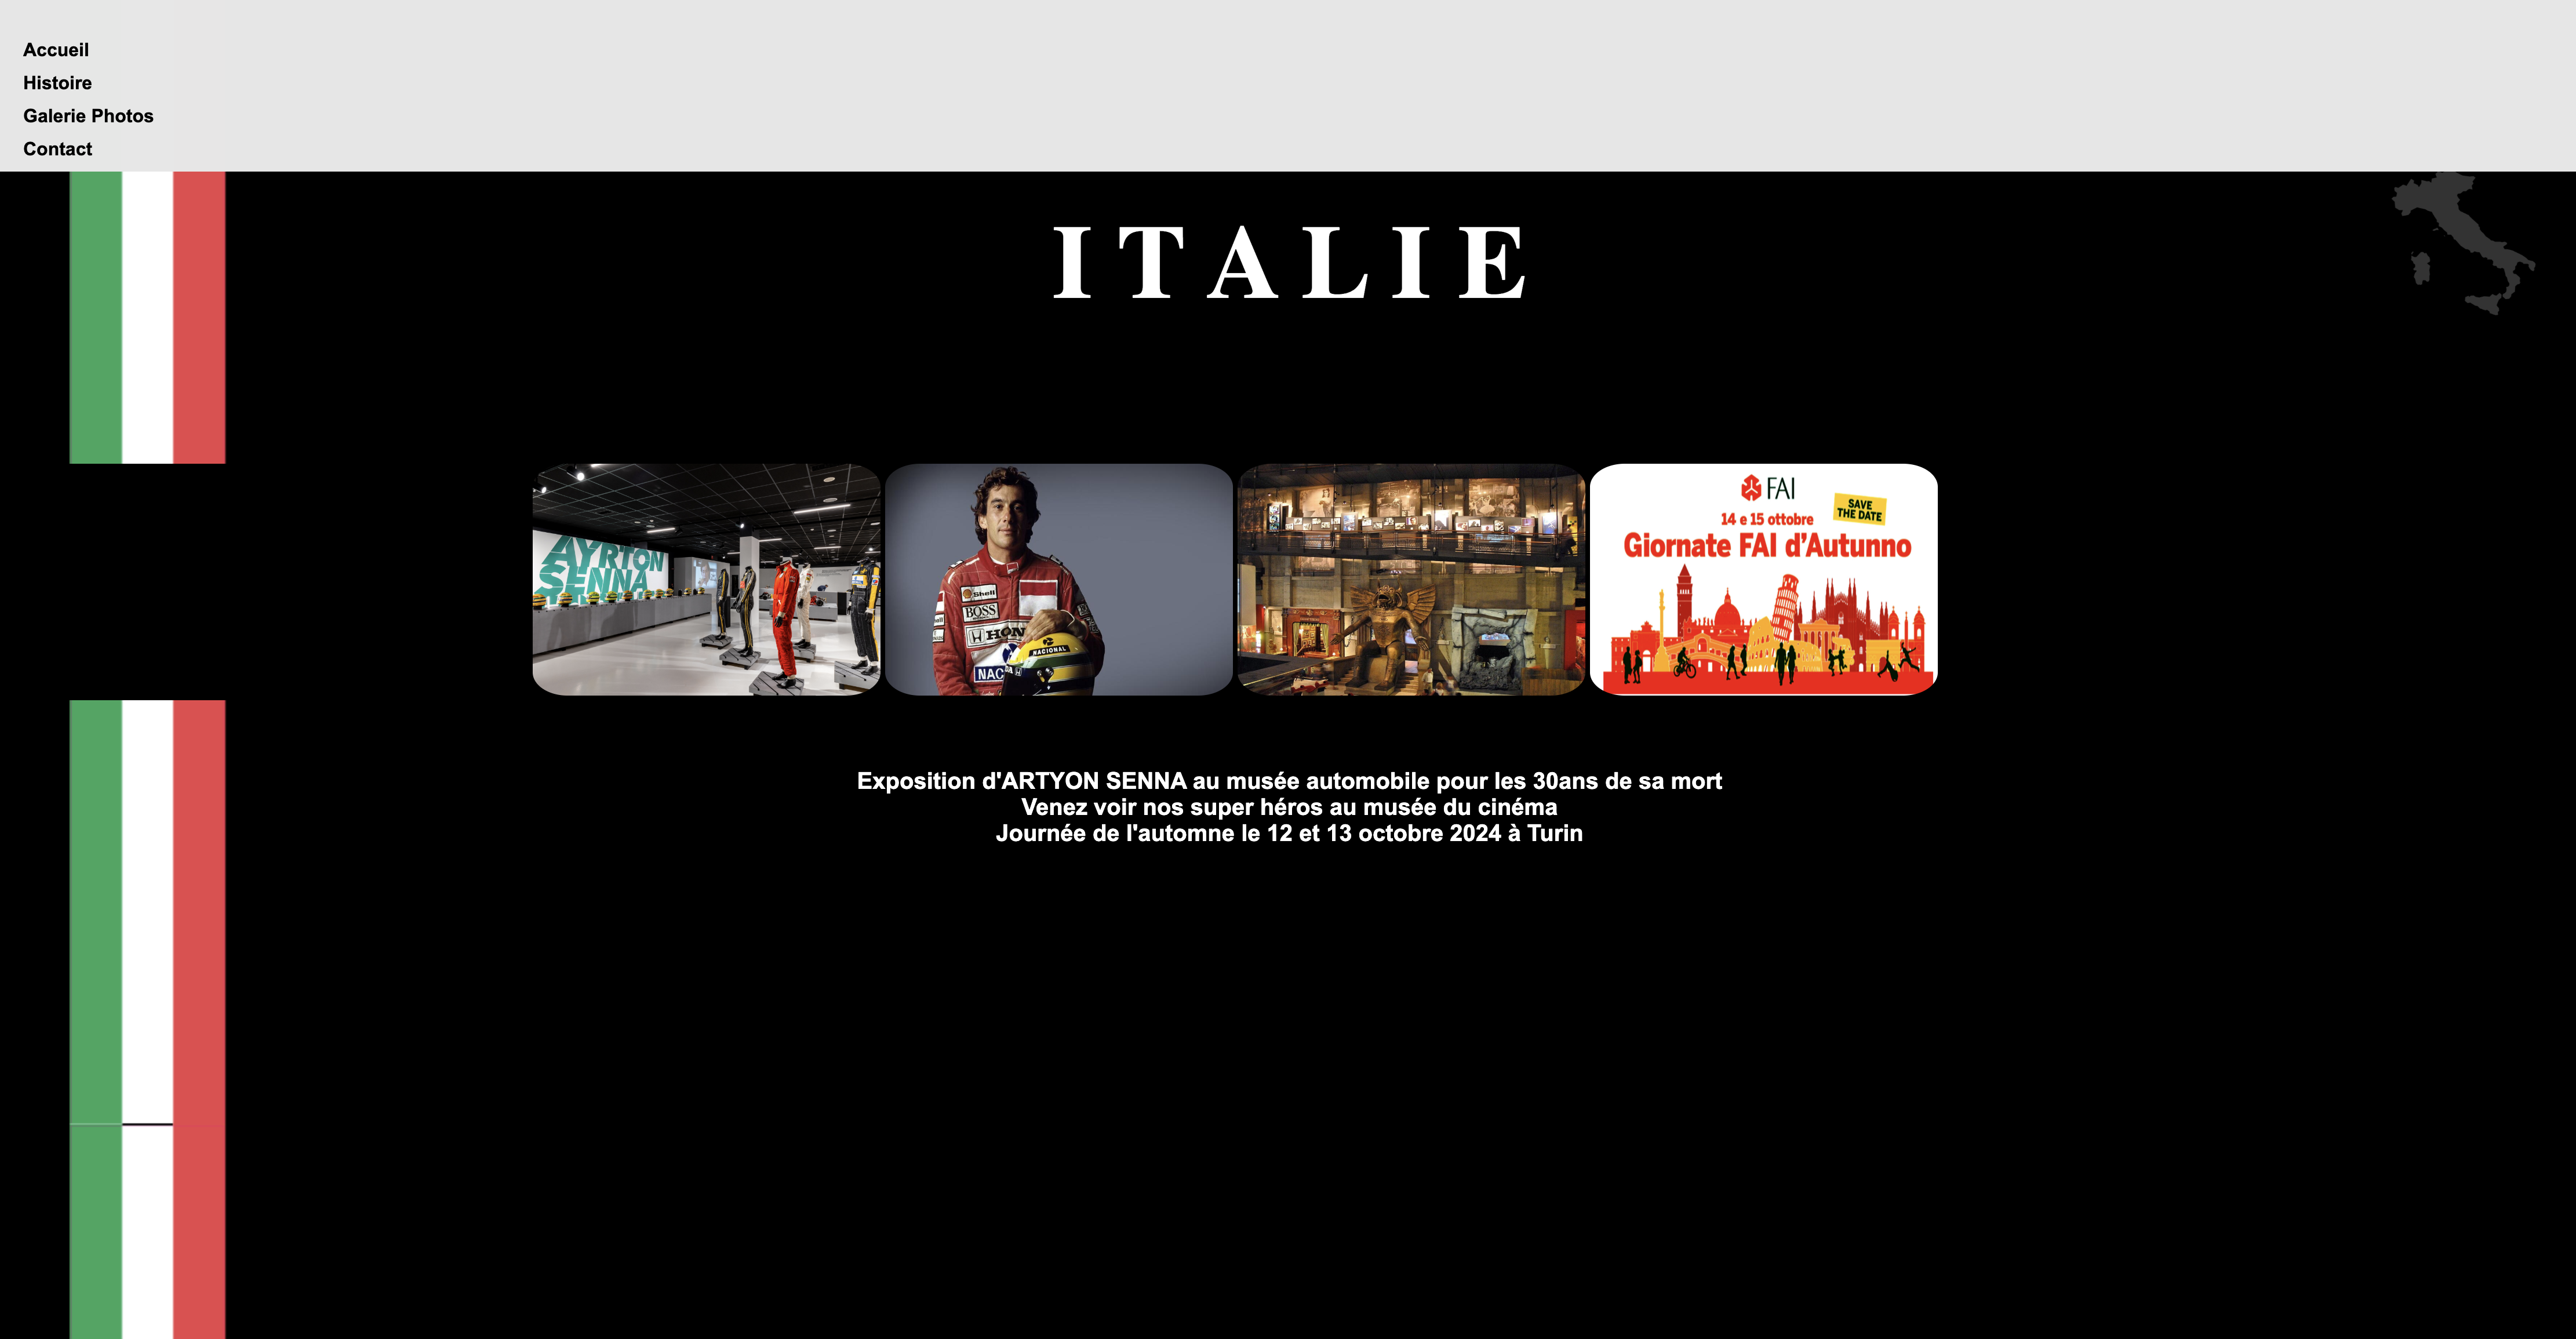 Accueil
Histoire
Galerie Photos
Contact
ITALIE
AYRTON
SENNA
Shell
BOSS
HON
NAC
NACIONAL
FAI
SAVE
THE DATE
14 e 15 ottobre
Giornate FAI d'Autunno
Exposition d'ARTYON SENNA au musée automobile pour les 30ans de sa mort
Venez voir nos super héros au musée du cinéma
Journée de l'automne le 12 et 13 octobre 2024 à Turin